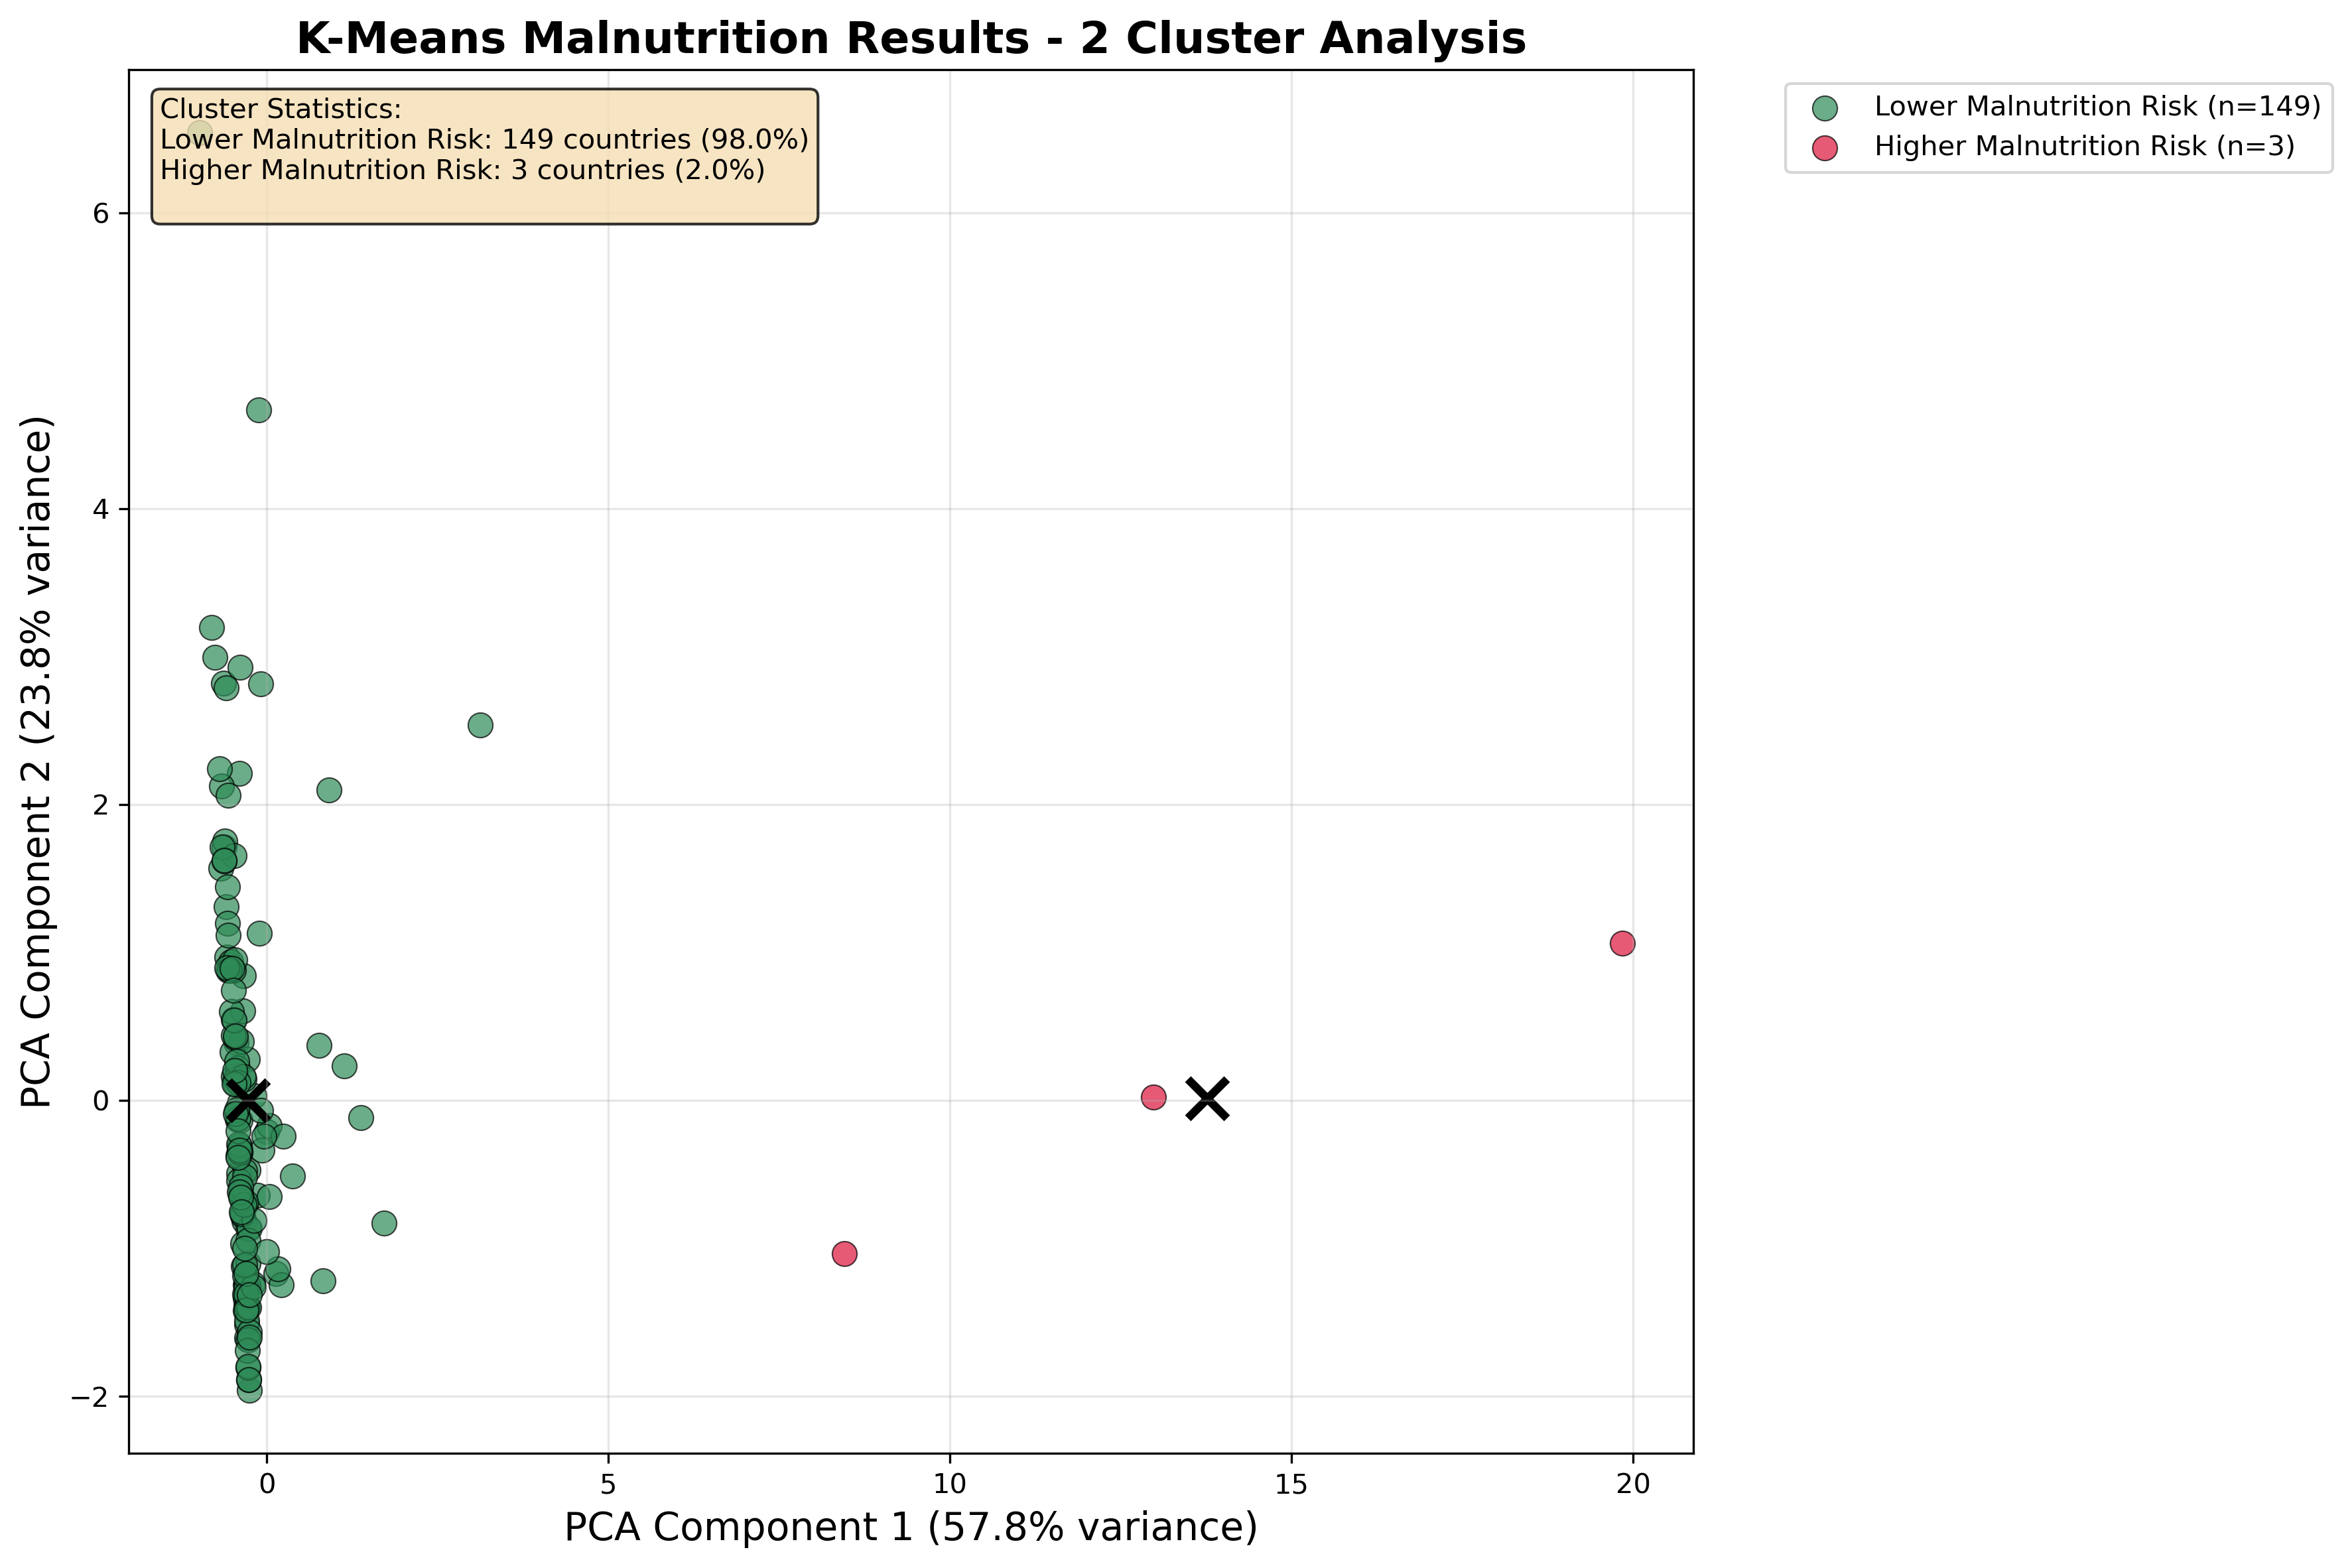 K-Means Malnutrition Results - 2 Cluster Analysis
Cluster Statistics:
Lower Malnutrition Risk: 149 countries (98.0%)
Higher Malnutrition Risk: 3 countries (2.0%)
Lower Malnutrition Risk (n=149)
Higher Malnutrition Risk (n=3)
PCA Component 2 (23.8% variance)
6
4
2
0
−2
0
5
10
15
20
PCA Component 1 (57.8% variance)